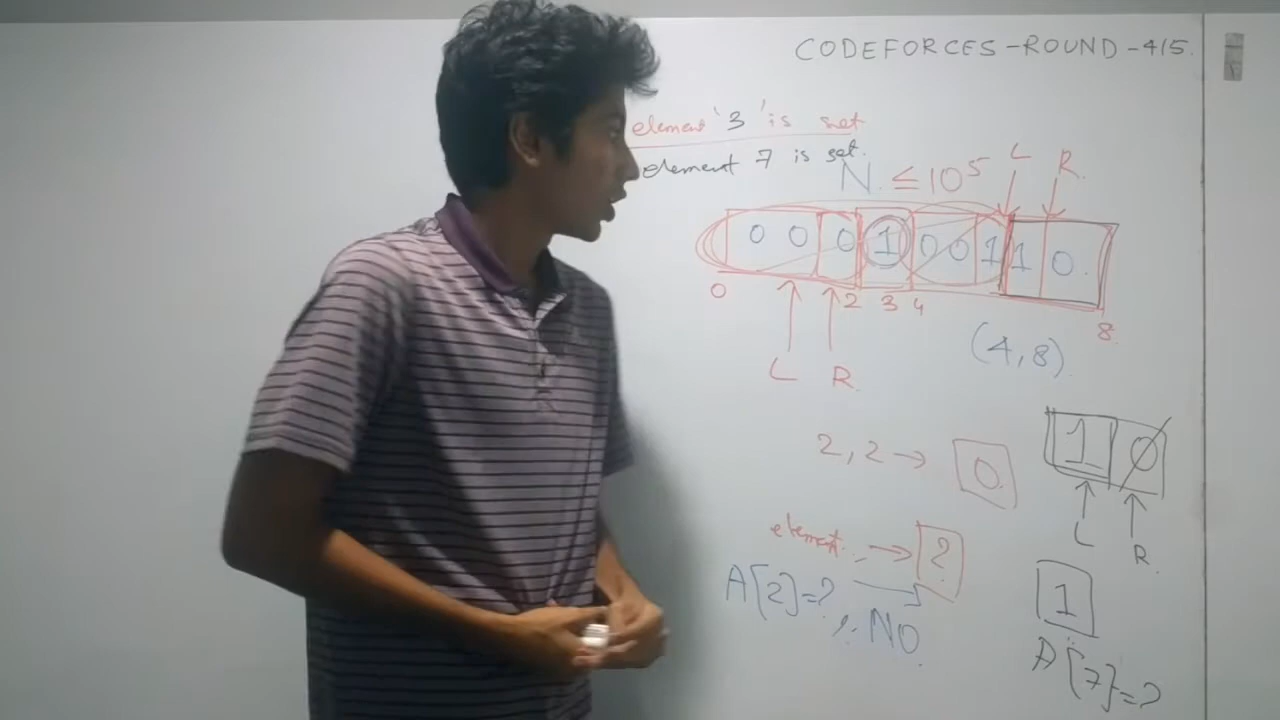 CODEFORCES-ROUND-415
element '3' is set
element 7 is set.
N ≤ 10^5
L R
0 0 0 1 0 0 1 1 0
0 2 3 4 8
L R
(4,8)
2,2 → 0
1 0
L R
element → 2
A[2]=?
∴ NO
1
A[7]=?